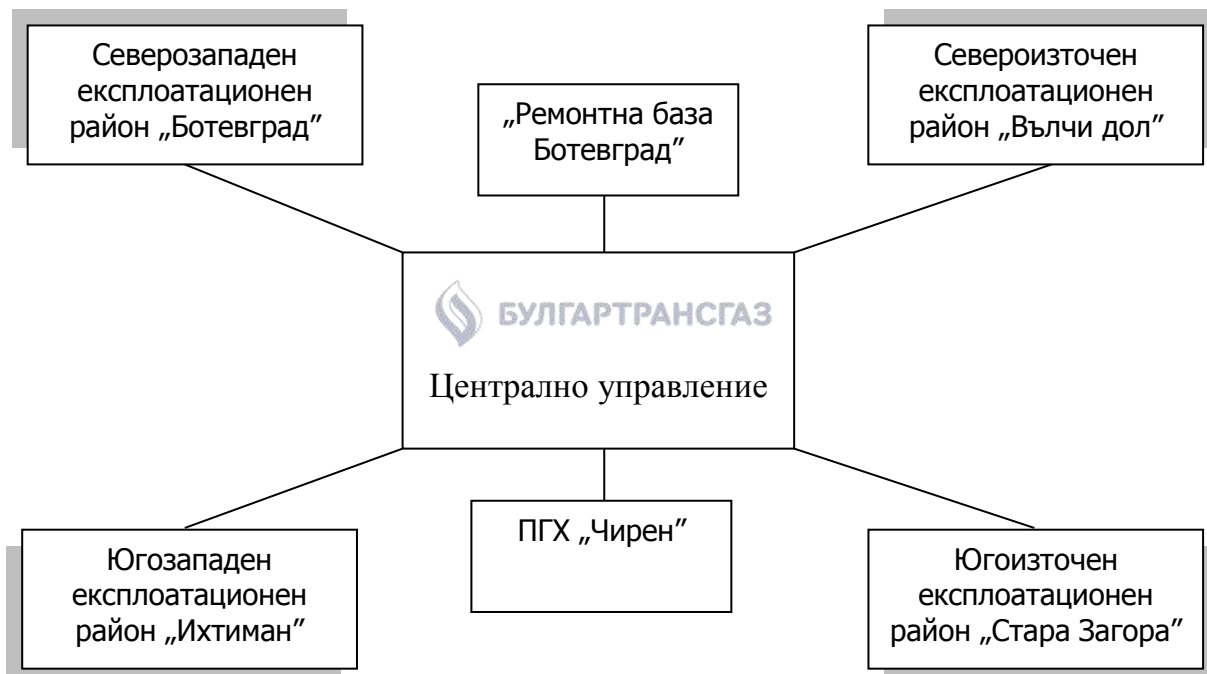 Северозападен
експлоатационен
район „Ботевград”
„Ремонтна база
Ботевград”
Североизточен
експлоатационен
район „Вълчи дол”
БУЛГАРТРАНСГАЗ
Централно управление
Югозападен
експлоатационен
район „Ихтиман”
ПГХ „Чирен”
Югоизточен
експлоатационен
район „Стара Загора”